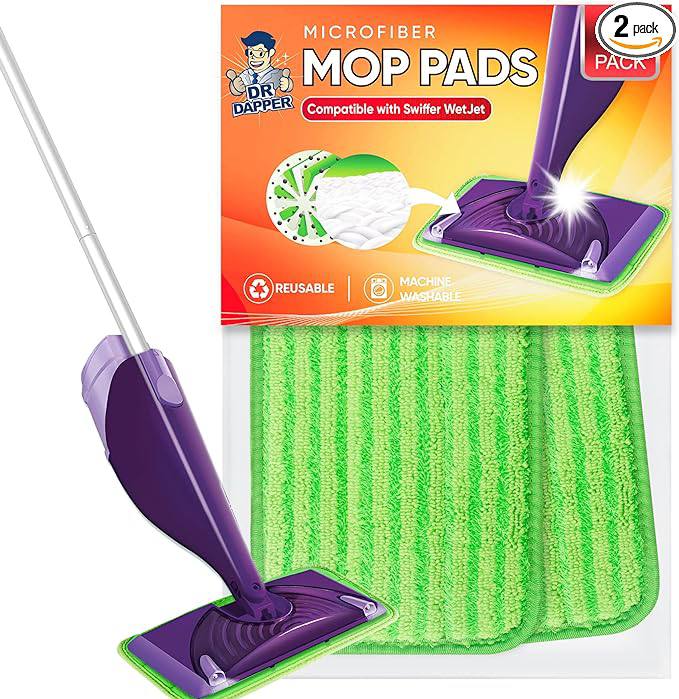 MICROFIBER
MOP PADS
DR
DAPPER
Compatible with Swiffer WetJet
2 pack
PACK
REUSABLE
MACHINE
WASHABLE